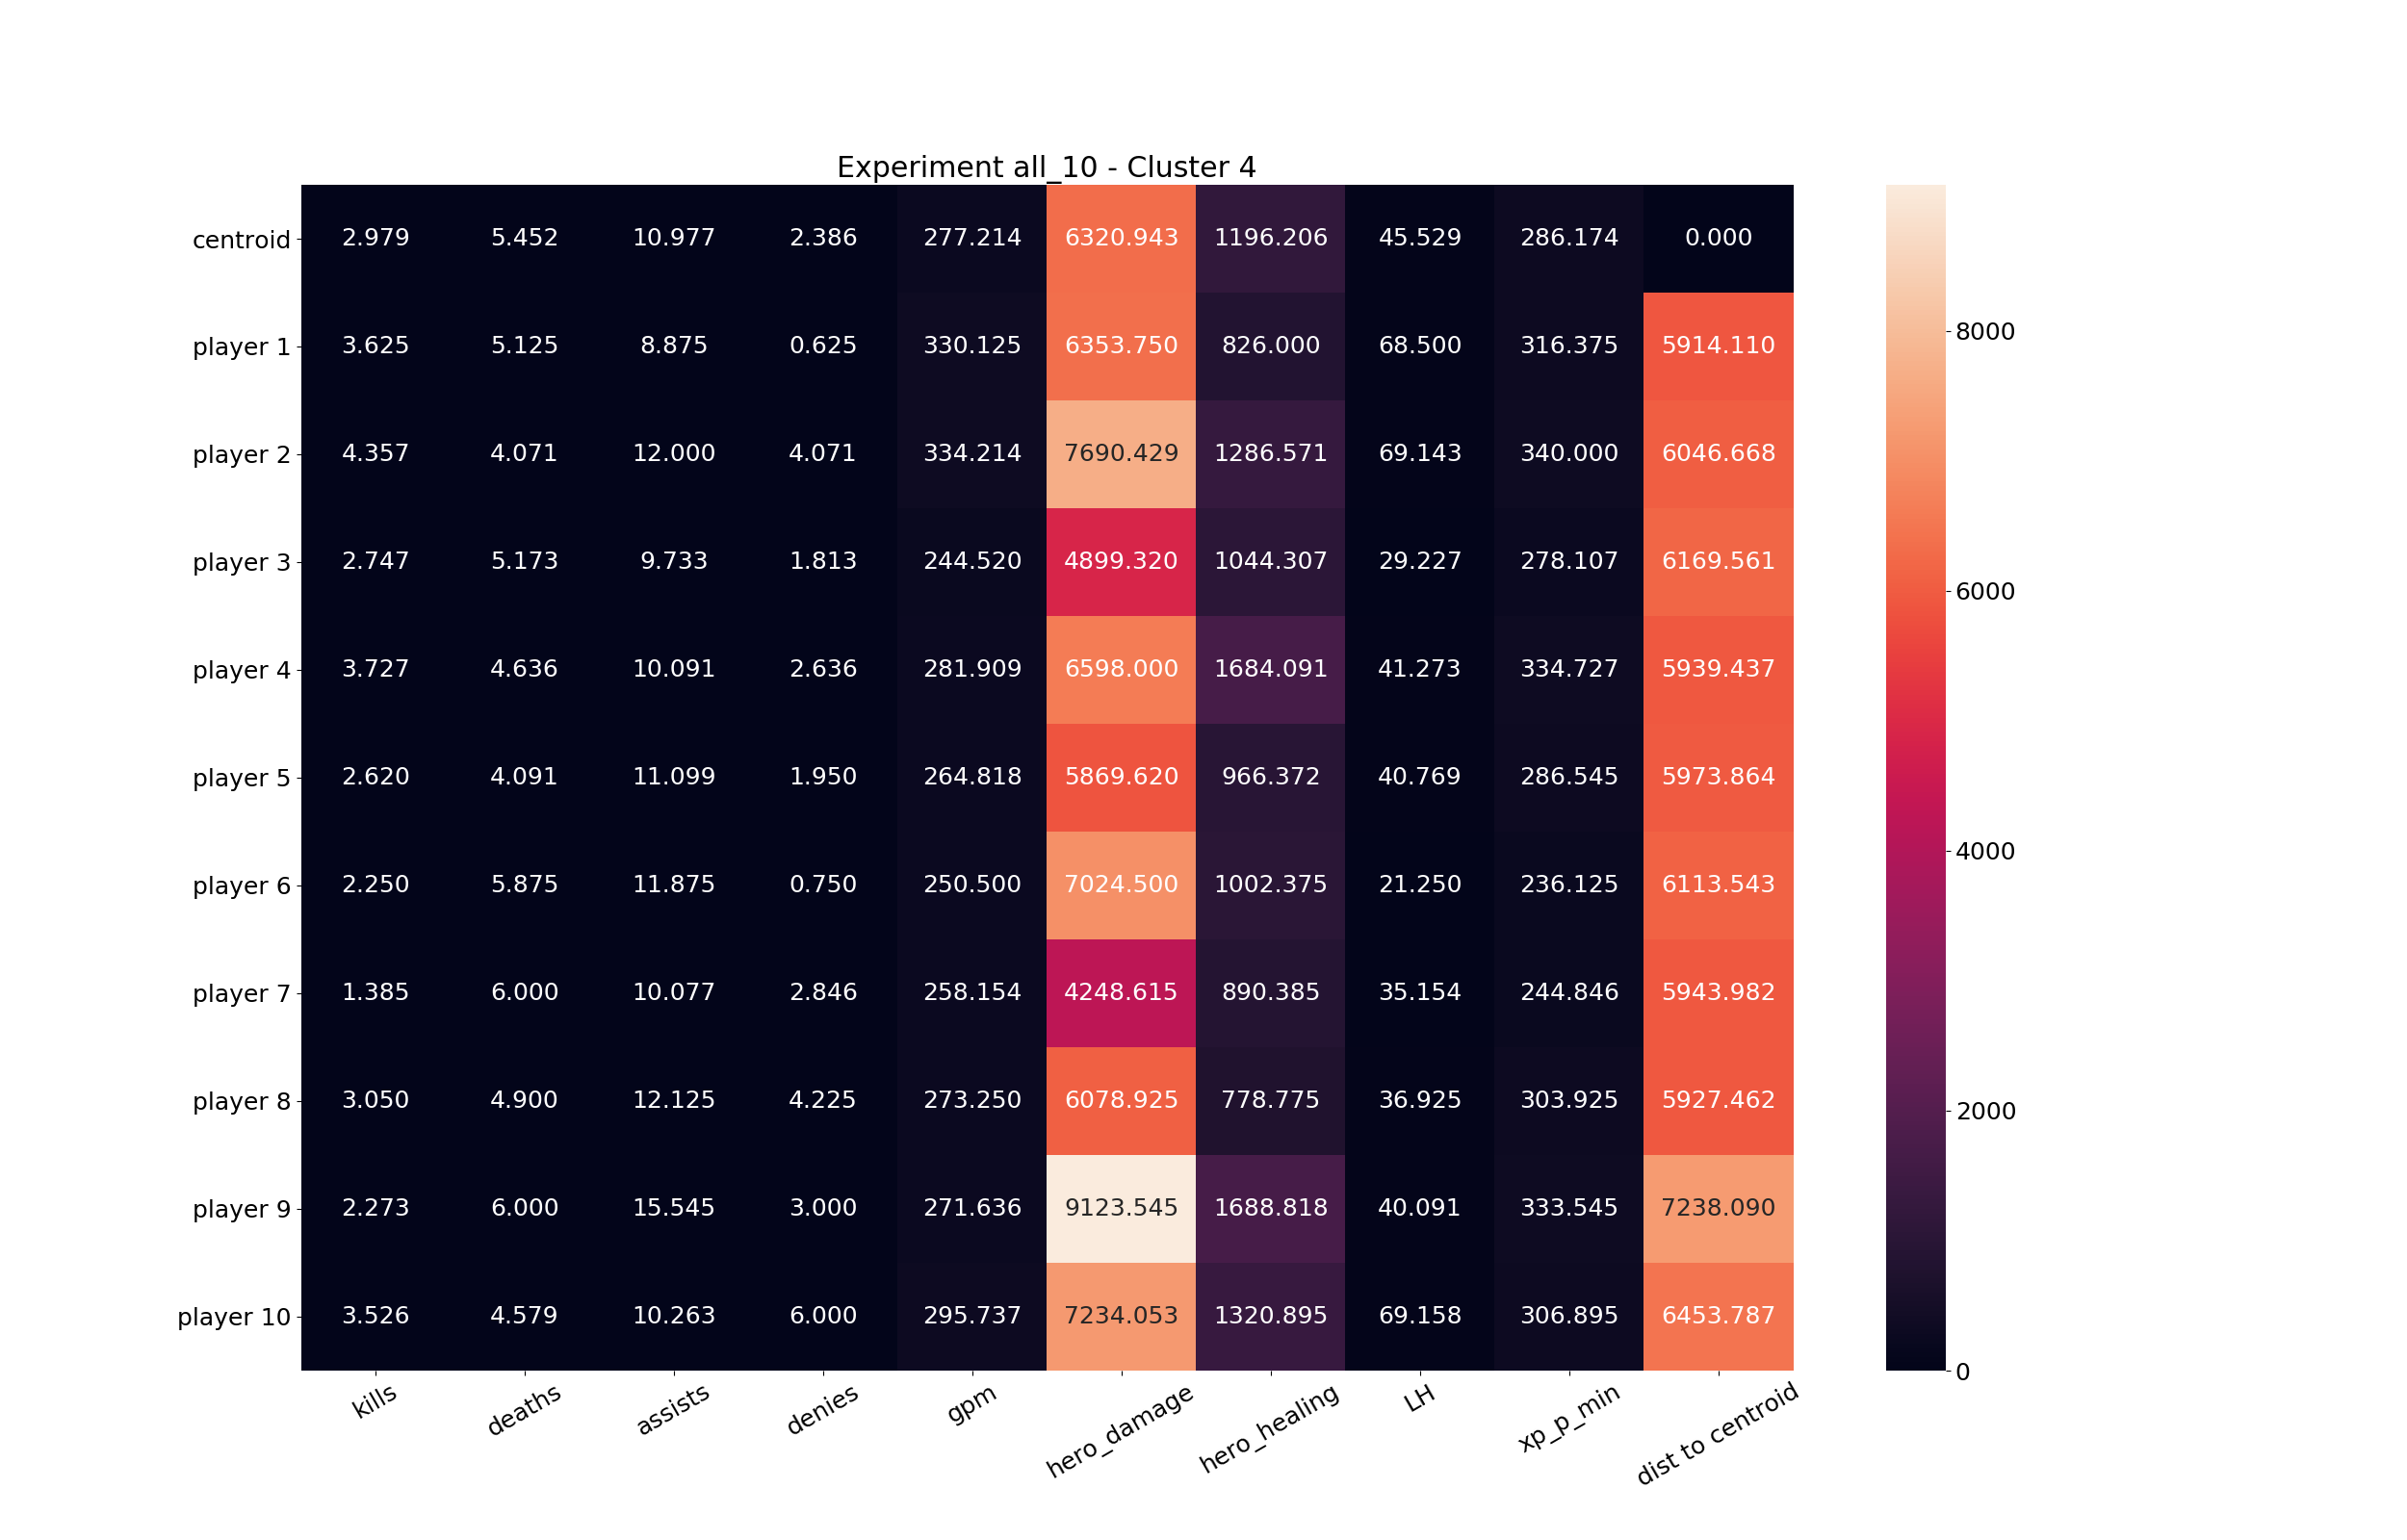 Experiment all_10 - Cluster 4
centroid 2.979 5.452 10.977 2.386 277.214 6320.943 1196.206 45.529 286.174 0.000
player 1 3.625 5.125 8.875 0.625 330.125 6353.750 826.000 68.500 316.375 5914.110
player 2 4.357 4.071 12.000 4.071 334.214 7690.429 1286.571 69.143 340.000 6046.668
player 3 2.747 5.173 9.733 1.813 244.520 4899.320 1044.307 29.227 278.107 6169.561
player 4 3.727 4.636 10.091 2.636 281.909 6598.000 1684.091 41.273 334.727 5939.437
player 5 2.620 4.091 11.099 1.950 264.818 5869.620 966.372 40.769 286.545 5973.864
player 6 2.250 5.875 11.875 0.750 250.500 7024.500 1002.375 21.250 236.125 6113.543
player 7 1.385 6.000 10.077 2.846 258.154 4248.615 890.385 35.154 244.846 5943.982
player 8 3.050 4.900 12.125 4.225 273.250 6078.925 778.775 36.925 303.925 5927.462
player 9 2.273 6.000 15.545 3.000 271.636 9123.545 1688.818 40.091 333.545 7238.090
player 10 3.526 4.579 10.263 6.000 295.737 7234.053 1320.895 69.158 306.895 6453.787
kills deaths assists denies gpm hero_damage hero_healing LH xp_p_min dist to centroid
8000
6000
4000
2000
0